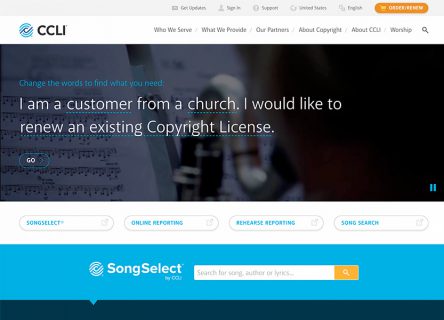 Get Updates Sign In Support United States English ORDER/RENEW
CCLI
Who We Serve / What We Provide / Our Partners / About Copyright / About CCLI / Worship
Change the words to find what you need:
I am a customer from a church. I would like to
renew an existing Copyright License.
GO
SONGSELECT® ONLINE REPORTING REHEARSE REPORTING SONG SEARCH
SongSelect
by CCLI
Search for song, author or lyrics...